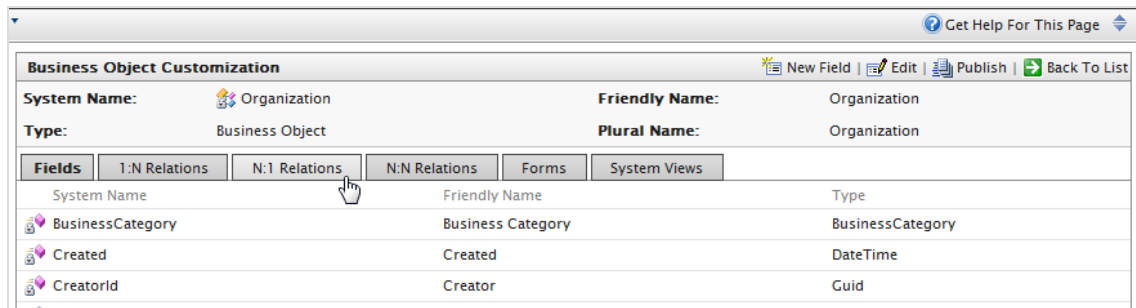 Get Help For This Page
Business Object Customization New Field | Edit | Publish | Back To List
System Name: Organization Friendly Name: Organization
Type: Business Object Plural Name: Organization
Fields 1:N Relations N:1 Relations N:N Relations Forms System Views
System Name Friendly Name Type
BusinessCategory Business Category BusinessCategory
Created Created DateTime
CreatorId Creator Guid